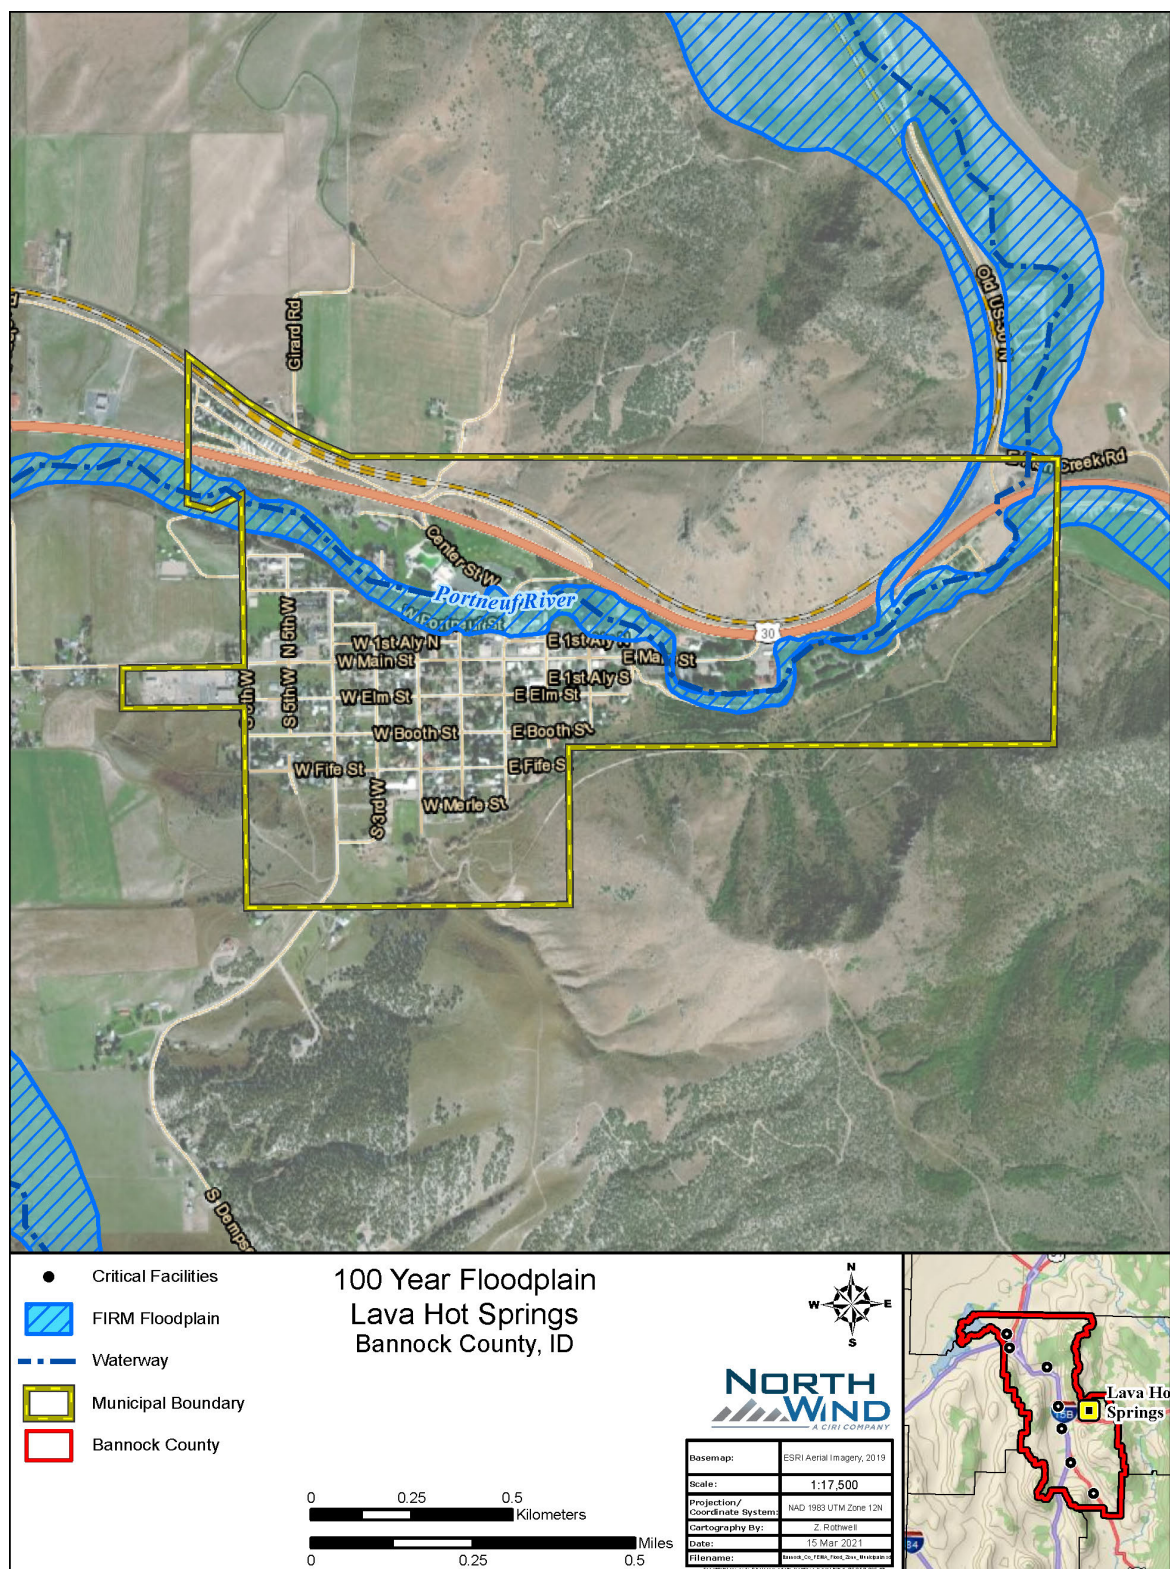 Girard Rd
Old US 30 N
Creek Rd
Center St W
Portneuf River
W Portneuf St
30
N 5th W
W 1st Aly N
E 1st Aly N
W Main St
E Main St
E 1st Aly S
S 5th W
W Elm St
E Elm St
W Booth St
E Booth St
W Fife St
E Fife S
S 3rd W
W Merle St
S Demps
Critical Facilities
FIRM Floodplain
Waterway
Municipal Boundary
Bannock County
100 Year Floodplain
Lava Hot Springs
Bannock County, ID
N
W
E
S
NORTH
WIND
A CIRI COMPANY
Basemap: ESRI Aerial Imagery, 2019
Scale: 1:17,500
Projection/
Coordinate System: NAD 1983 UTM Zone 12N
Cartography By: Z. Rothwell
Date: 15 Mar 2021
Filename:
0 0.25 0.5
Kilometers
Miles
0 0.25 0.5
Lava Ho
Springs